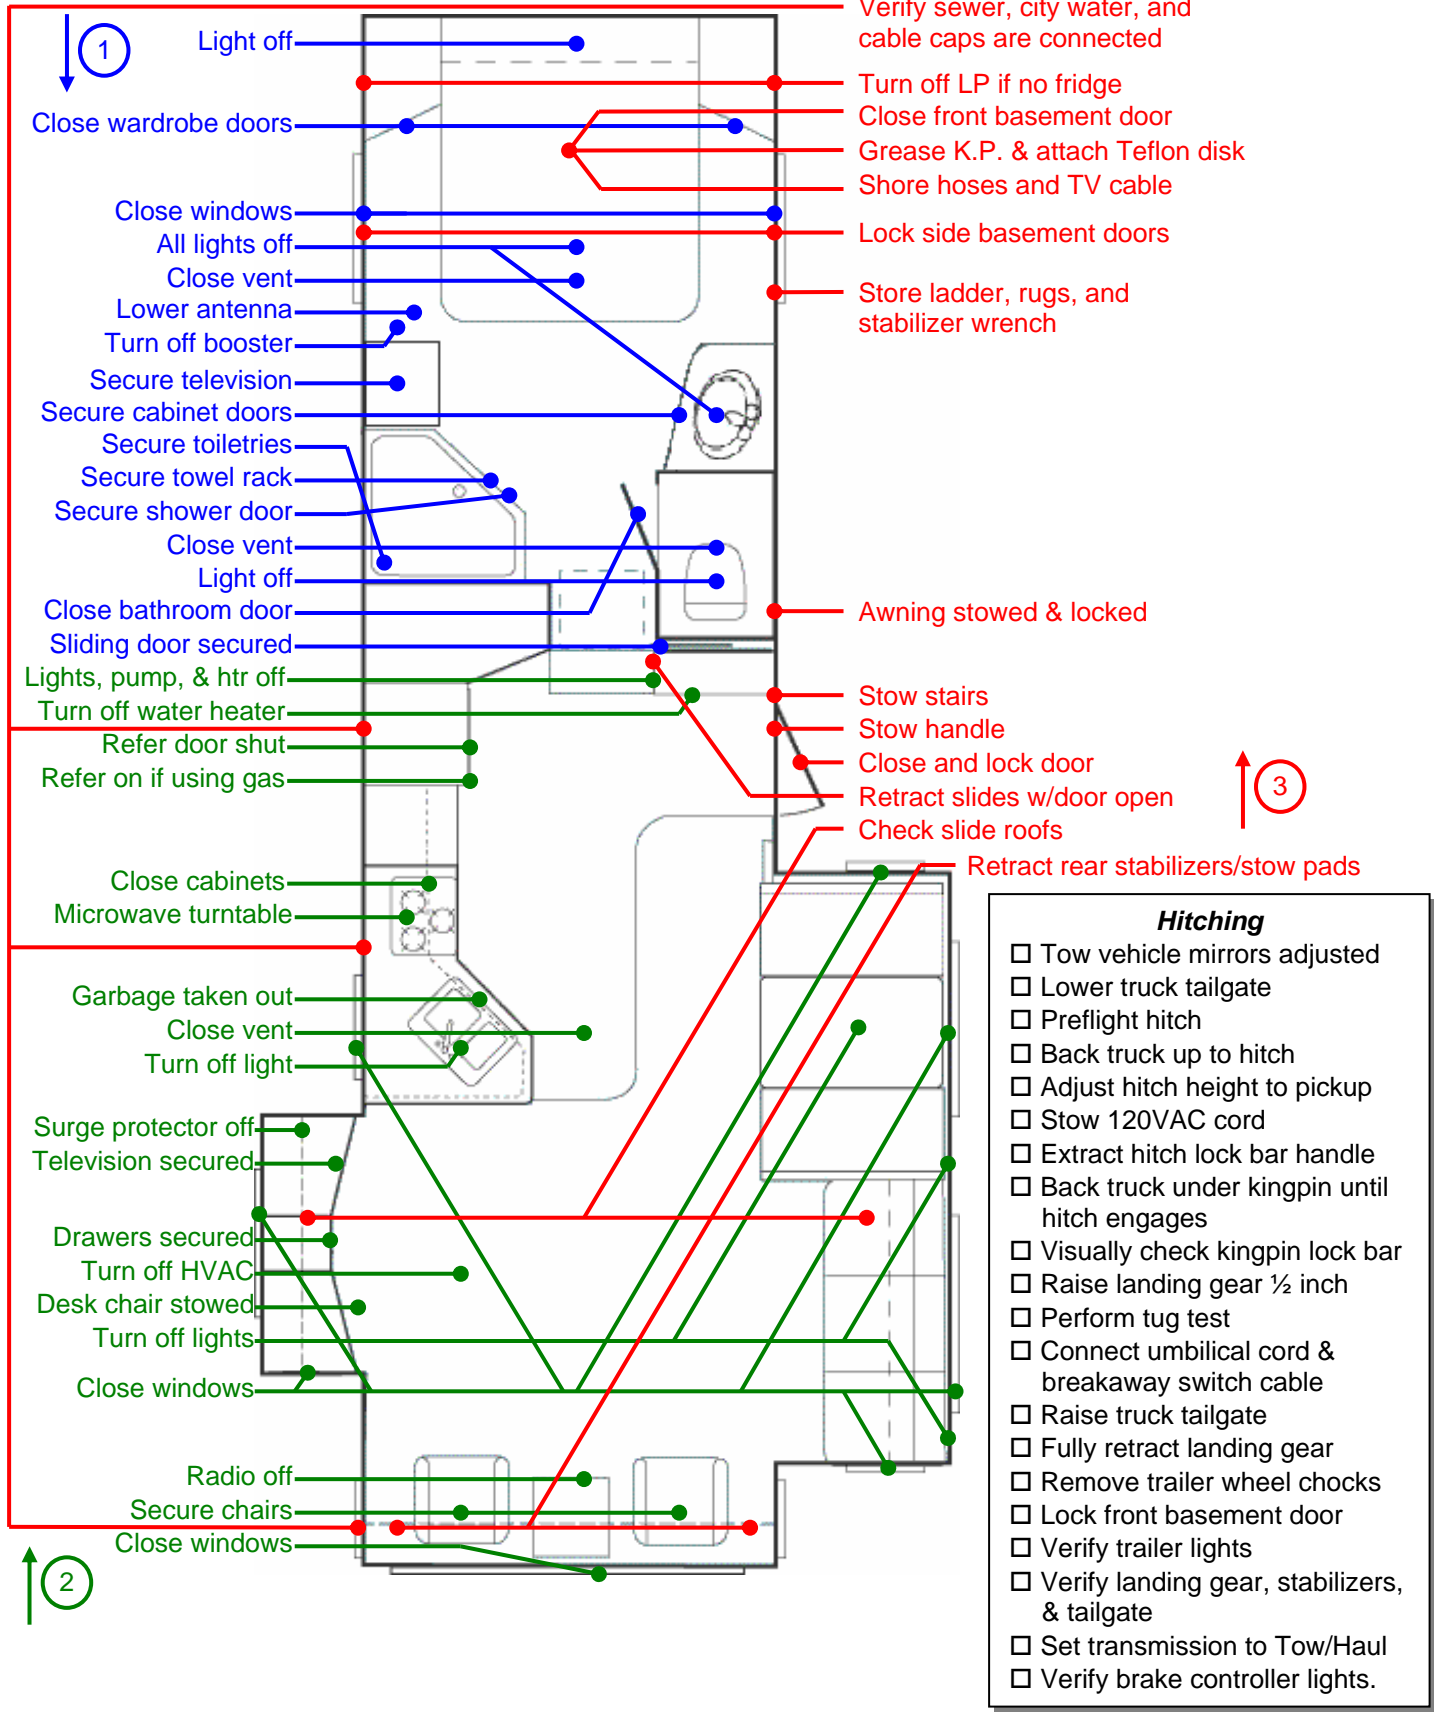 1
Light off
Close wardrobe doors
Close windows
All lights off
Close vent
Lower antenna
Turn off booster
Secure television
Secure cabinet doors
Secure toiletries
Secure towel rack
Secure shower door
Close vent
Light off
Close bathroom door
Sliding door secured
Lights, pump, & htr off
Turn off water heater
Refer door shut
Refer on if using gas
Close cabinets
Microwave turntable
Garbage taken out
Close vent
Turn off light
Surge protector off
Television secured
Drawers secured
Turn off HVAC
Desk chair stowed
Turn off lights
Close windows
Radio off
Secure chairs
Close windows
2
Verify sewer, city water, and
cable caps are connected
Turn off LP if no fridge
Close front basement door
Grease K.P. & attach Teflon disk
Shore hoses and TV cable
Lock side basement doors
Store ladder, rugs, and
stabilizer wrench
Awning stowed & locked
Stow stairs
Stow handle
Close and lock door
Retract slides w/door open
Check slide roofs
Retract rear stabilizers/stow pads
3
Hitching
☐ Tow vehicle mirrors adjusted
☐ Lower truck tailgate
☐ Preflight hitch
☐ Back truck up to hitch
☐ Adjust hitch height to pickup
☐ Stow 120VAC cord
☐ Extract hitch lock bar handle
☐ Back truck under kingpin until
hitch engages
☐ Visually check kingpin lock bar
☐ Raise landing gear ½ inch
☐ Perform tug test
☐ Connect umbilical cord &
breakaway switch cable
☐ Raise truck tailgate
☐ Fully retract landing gear
☐ Remove trailer wheel chocks
☐ Lock front basement door
☐ Verify trailer lights
☐ Verify landing gear, stabilizers,
& tailgate
☐ Set transmission to Tow/Haul
☐ Verify brake controller lights.